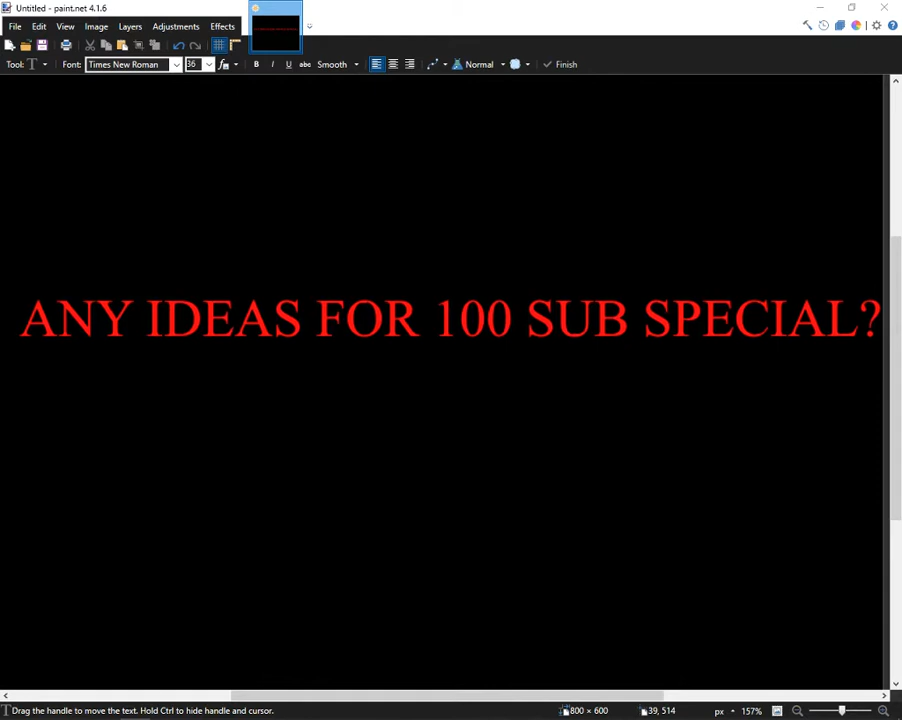 Untitled - paint.net 4.1.6
File Edit View Image Layers Adjustments Effects
Tool: T Font: Times New Roman 36 fx B I U abc Smooth Normal Finish
ANY IDEAS FOR 100 SUB SPECIAL?
Drag the handle to move the text. Hold Ctrl to hide handle and cursor. 800 × 600 39, 514 px 157%